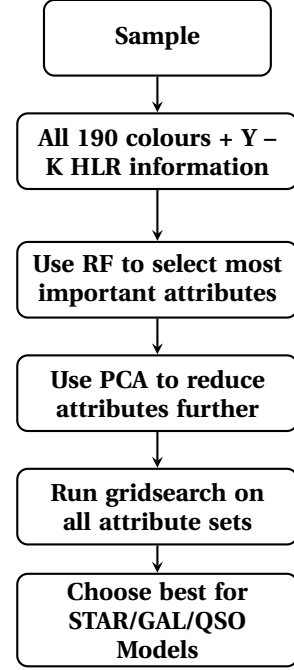 Sample
All 190 colours + Y –
K HLR information
Use RF to select most
important attributes
Use PCA to reduce
attributes further
Run gridsearch on
all attribute sets
Choose best for
STAR/GAL/QSO
Models